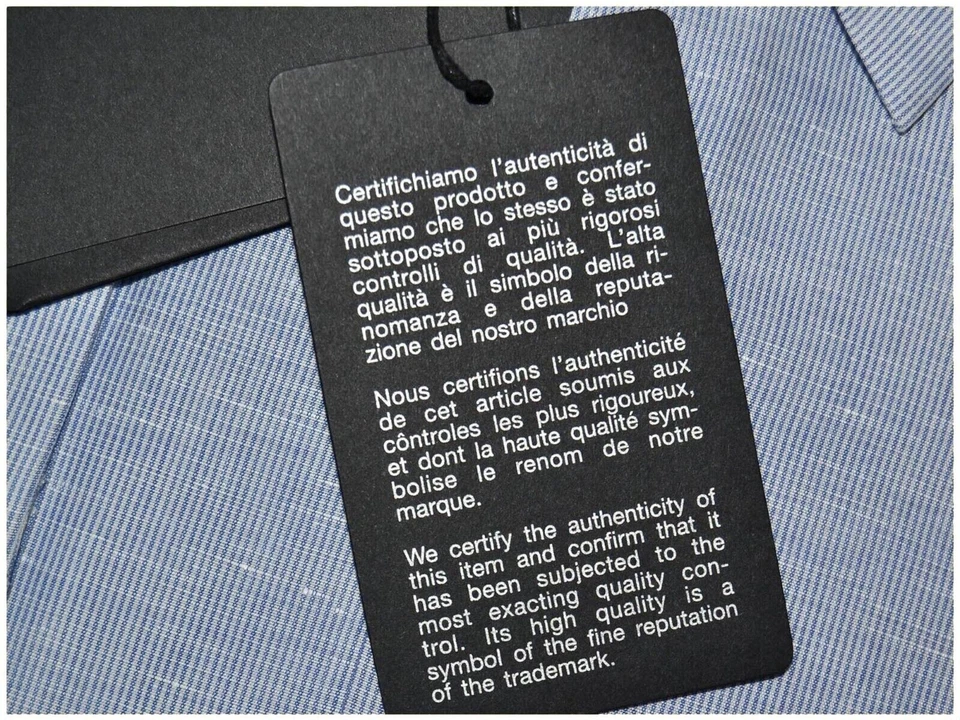 Certifichiamo l'autenticità di
questo prodotto e confer-
miamo che lo stesso è stato
sottoposto ai più rigorosi
controlli di qualità. L'alta
qualità è il simbolo della ri-
nomanza e della reputa-
zione del nostro marchio
Nous certifions l'authenticité
de cet article soumis aux
côntroles les plus rigoureux,
et dont la haute qualité sym-
bolise le renom de notre
marque.
We certify the authenticity of
this item and confirm that it
has been subjected to the
most exacting quality con-
trol. Its high quality is a
symbol of the fine reputation
of the trademark.